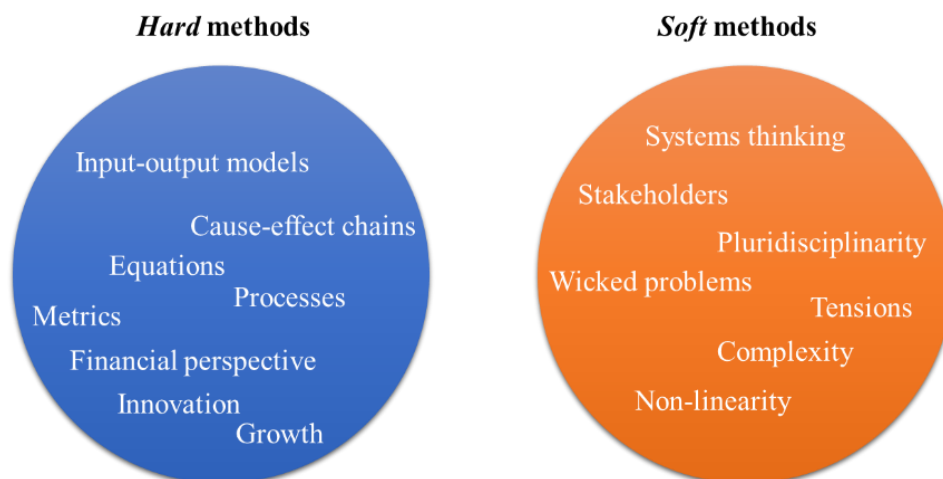 Hard methods
Input-output models
Cause-effect chains
Equations
Processes
Metrics
Financial perspective
Innovation
Growth
Soft methods
Systems thinking
Stakeholders
Pluridisciplinarity
Wicked problems
Tensions
Complexity
Non-linearity